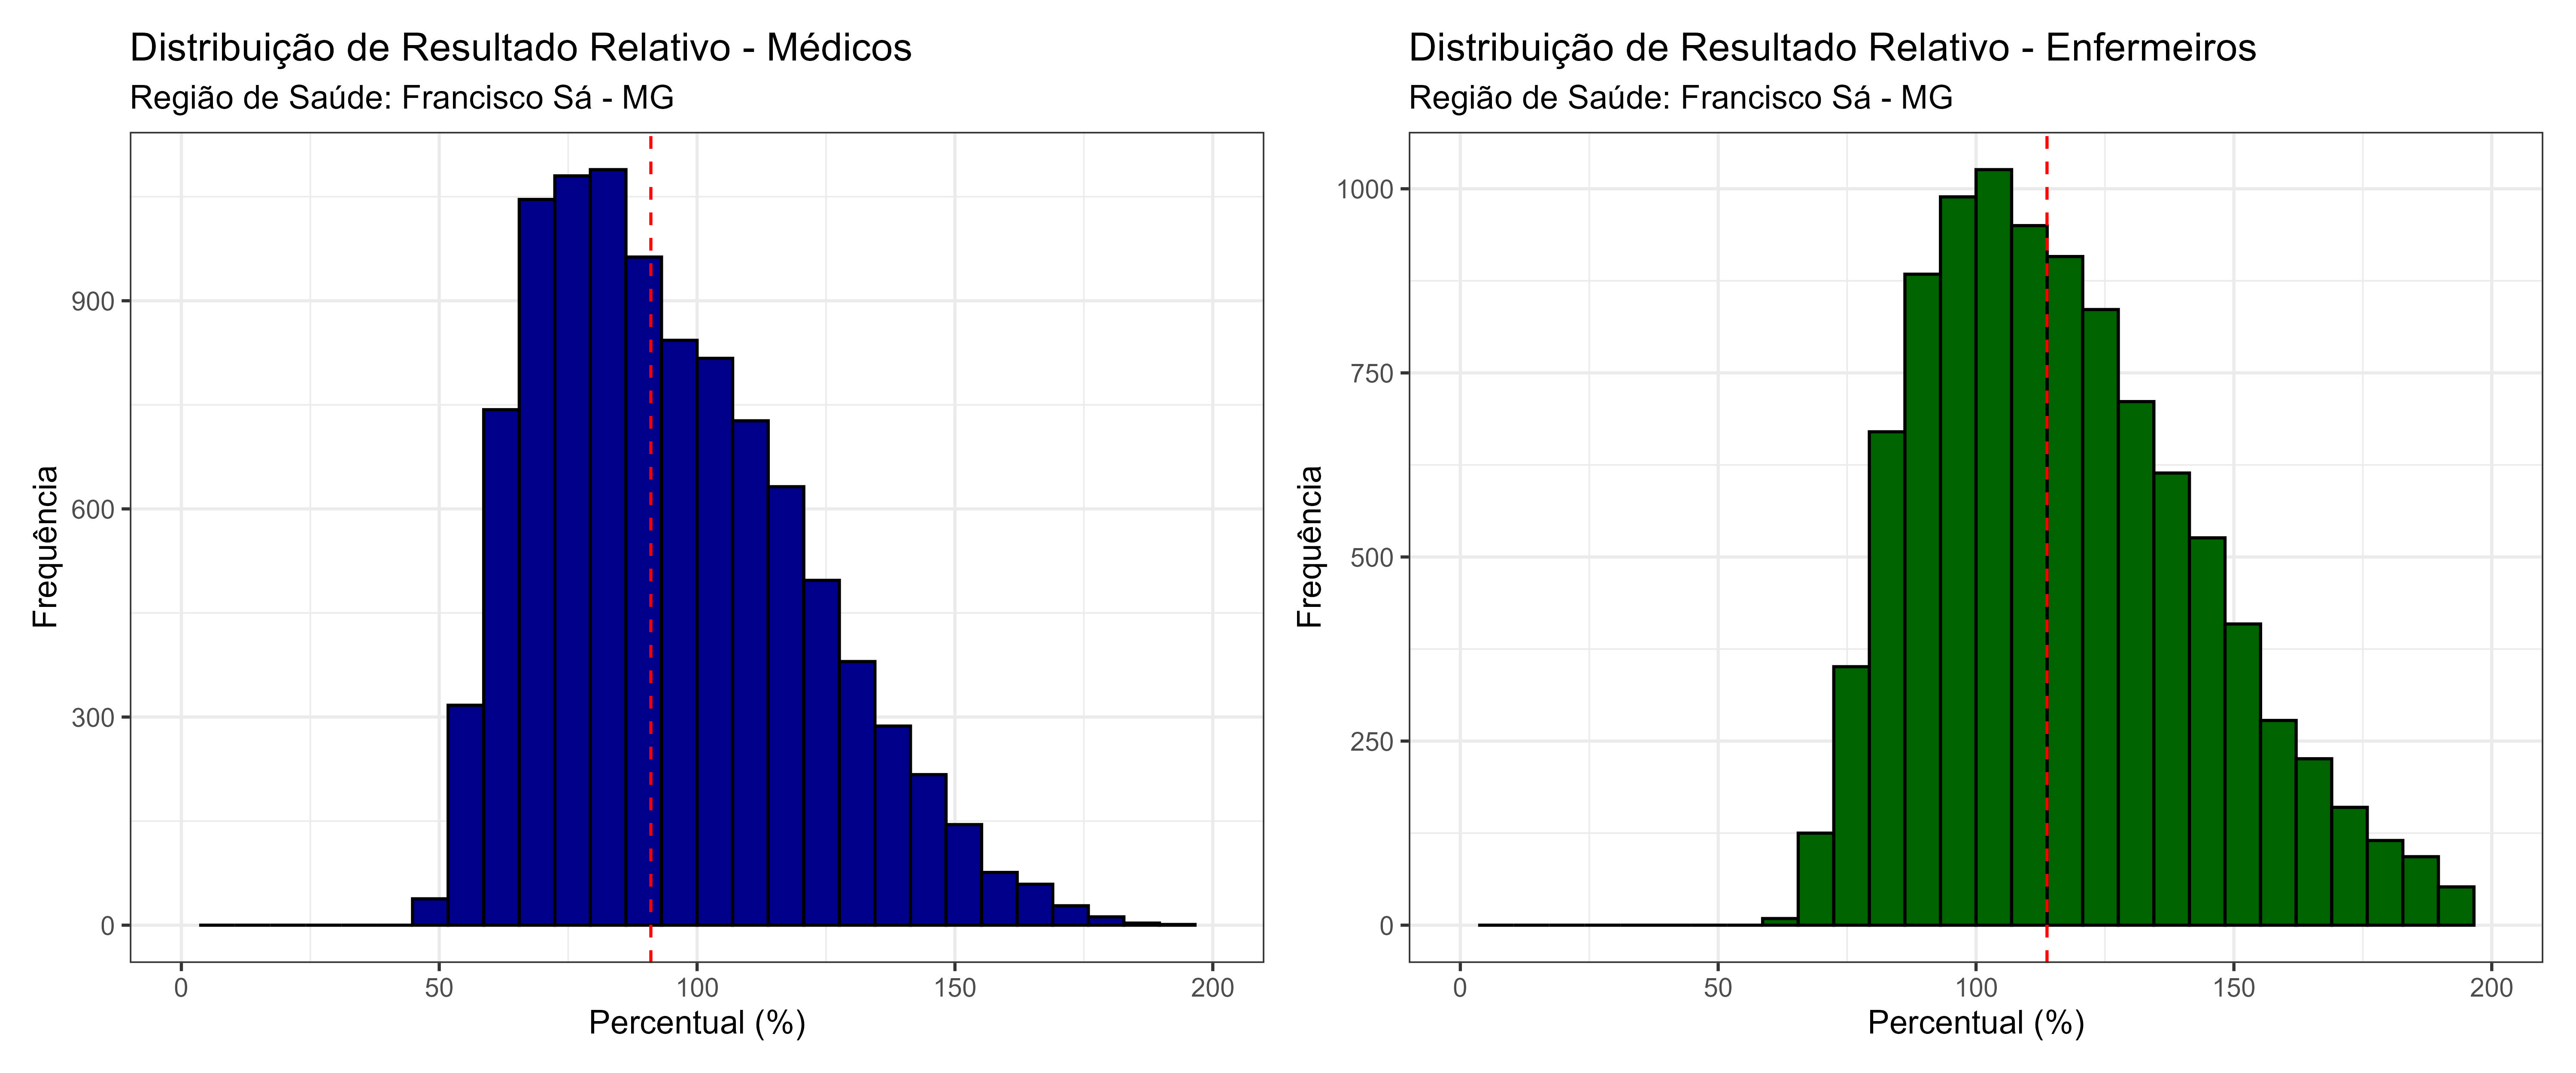 Distribuição de Resultado Relativo - Médicos
Região de Saúde: Francisco Sá - MG
Frequência
900
600
300
0
0 50 100 150 200
Percentual (%)
Distribuição de Resultado Relativo - Enfermeiros
Região de Saúde: Francisco Sá - MG
Frequência
1000
750
500
250
0
0 50 100 150 200
Percentual (%)